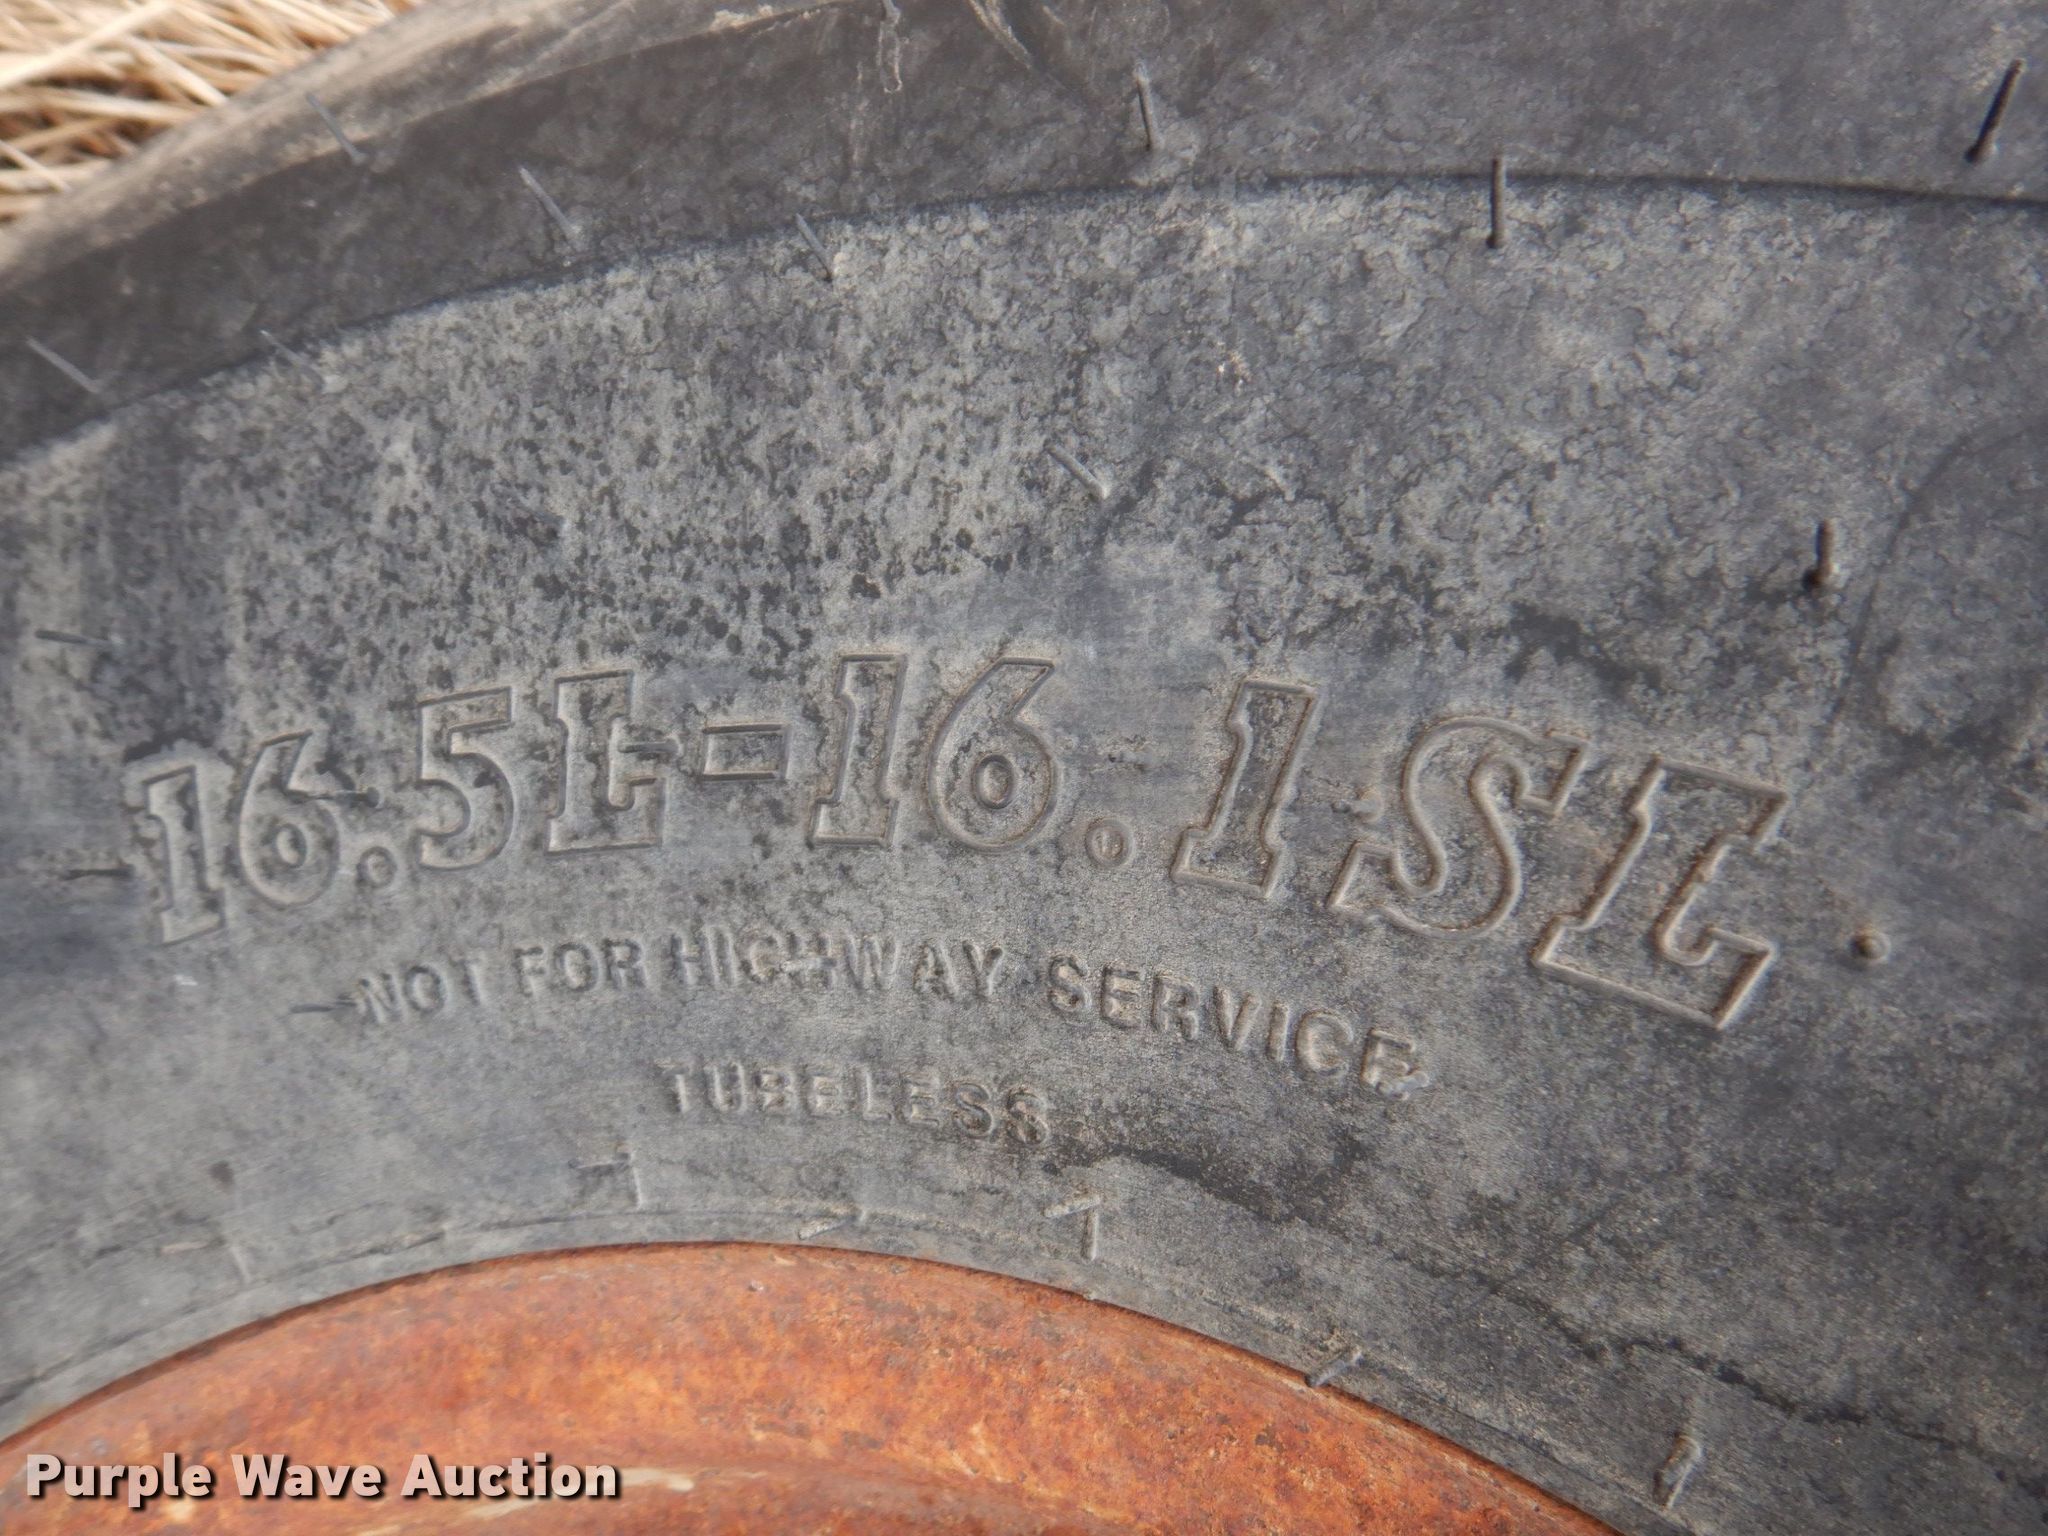 16.5L-16.1SL
NOT FOR HIGHWAY SERVICE
TUBELESS
Purple Wave Auction